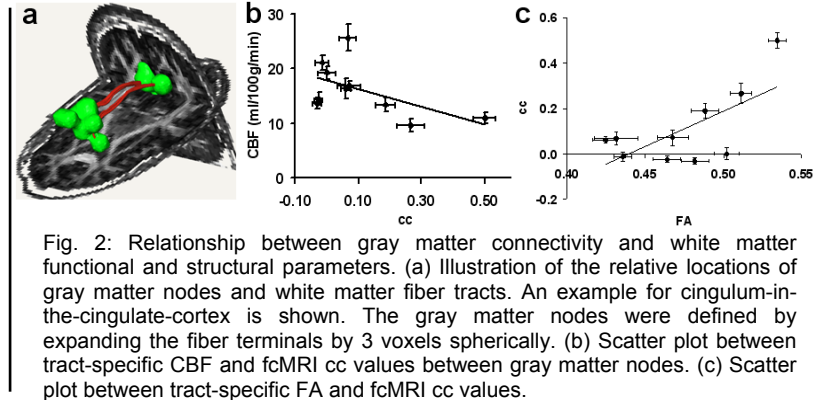 a
b
c
30
20
10
0
CBF (ml/100g/min)
-0.10
0.10
0.30
0.50
cc
0.6
0.4
0.2
0.0
-0.2
cc
0.40
0.45
0.50
0.55
FA
Fig. 2: Relationship between gray matter connectivity and white matter
functional and structural parameters. (a) Illustration of the relative locations of
gray matter nodes and white matter fiber tracts. An example for cingulum-in-
the-cingulate-cortex is shown. The gray matter nodes were defined by
expanding the fiber terminals by 3 voxels spherically. (b) Scatter plot between
tract-specific CBF and fcMRI cc values between gray matter nodes. (c) Scatter
plot between tract-specific FA and fcMRI cc values.